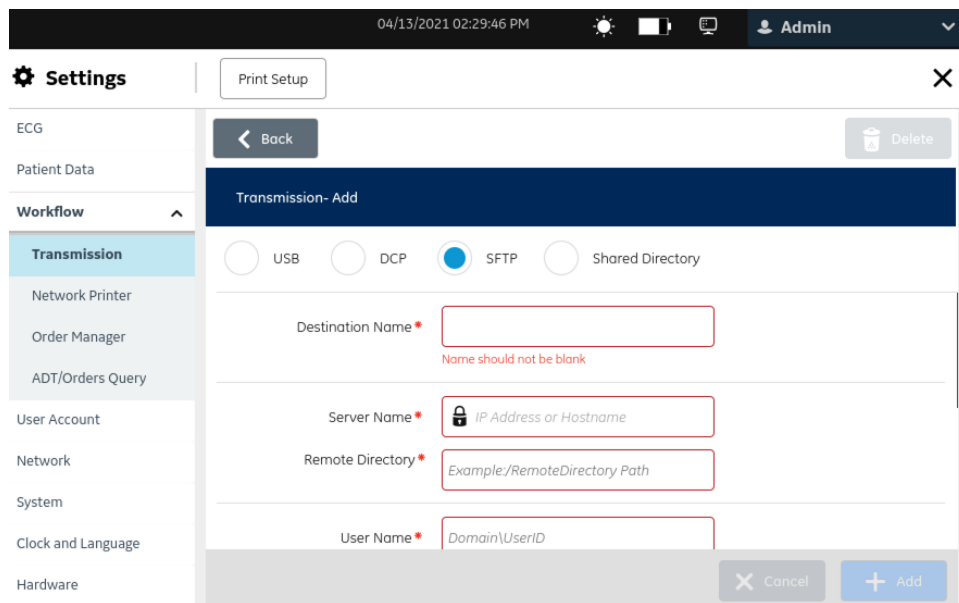 04/13/2021 02:29:46 PM
Admin
Settings
Print Setup
ECG
Patient Data
Workflow
Transmission
Network Printer
Order Manager
ADT/Orders Query
User Account
Network
System
Clock and Language
Hardware
Back
Delete
Transmission- Add
USB DCP SFTP Shared Directory
Destination Name*
Name should not be blank
Server Name* IP Address or Hostname
Remote Directory* Example:/RemoteDirectory Path
User Name* Domain\UserID
Cancel
Add